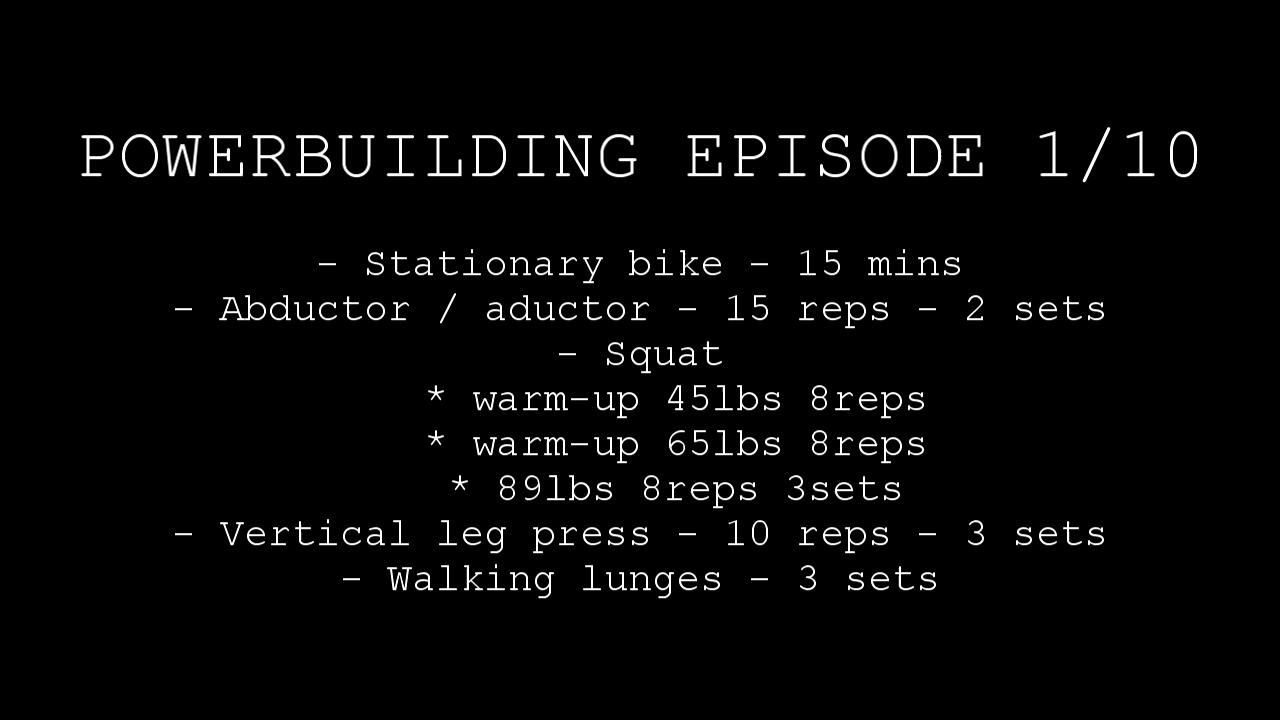 POWERBUILDING EPISODE 1/10
- Stationary bike - 15 mins
- Abductor / aductor - 15 reps - 2 sets
- Squat
* warm-up 45lbs 8reps
* warm-up 65lbs 8reps
* 89lbs 8reps 3sets
- Vertical leg press - 10 reps - 3 sets
- Walking lunges - 3 sets